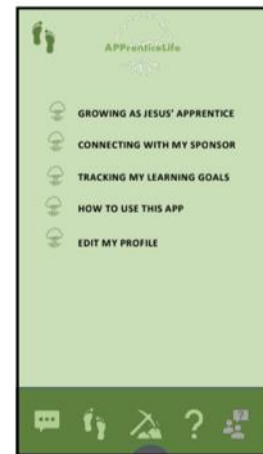 APPrenticeLife
GROWING AS JESUS' APPRENTICE
CONNECTING WITH MY SPONSOR
TRACKING MY LEARNING GOALS
HOW TO USE THIS APP
EDIT MY PROFILE
?
?